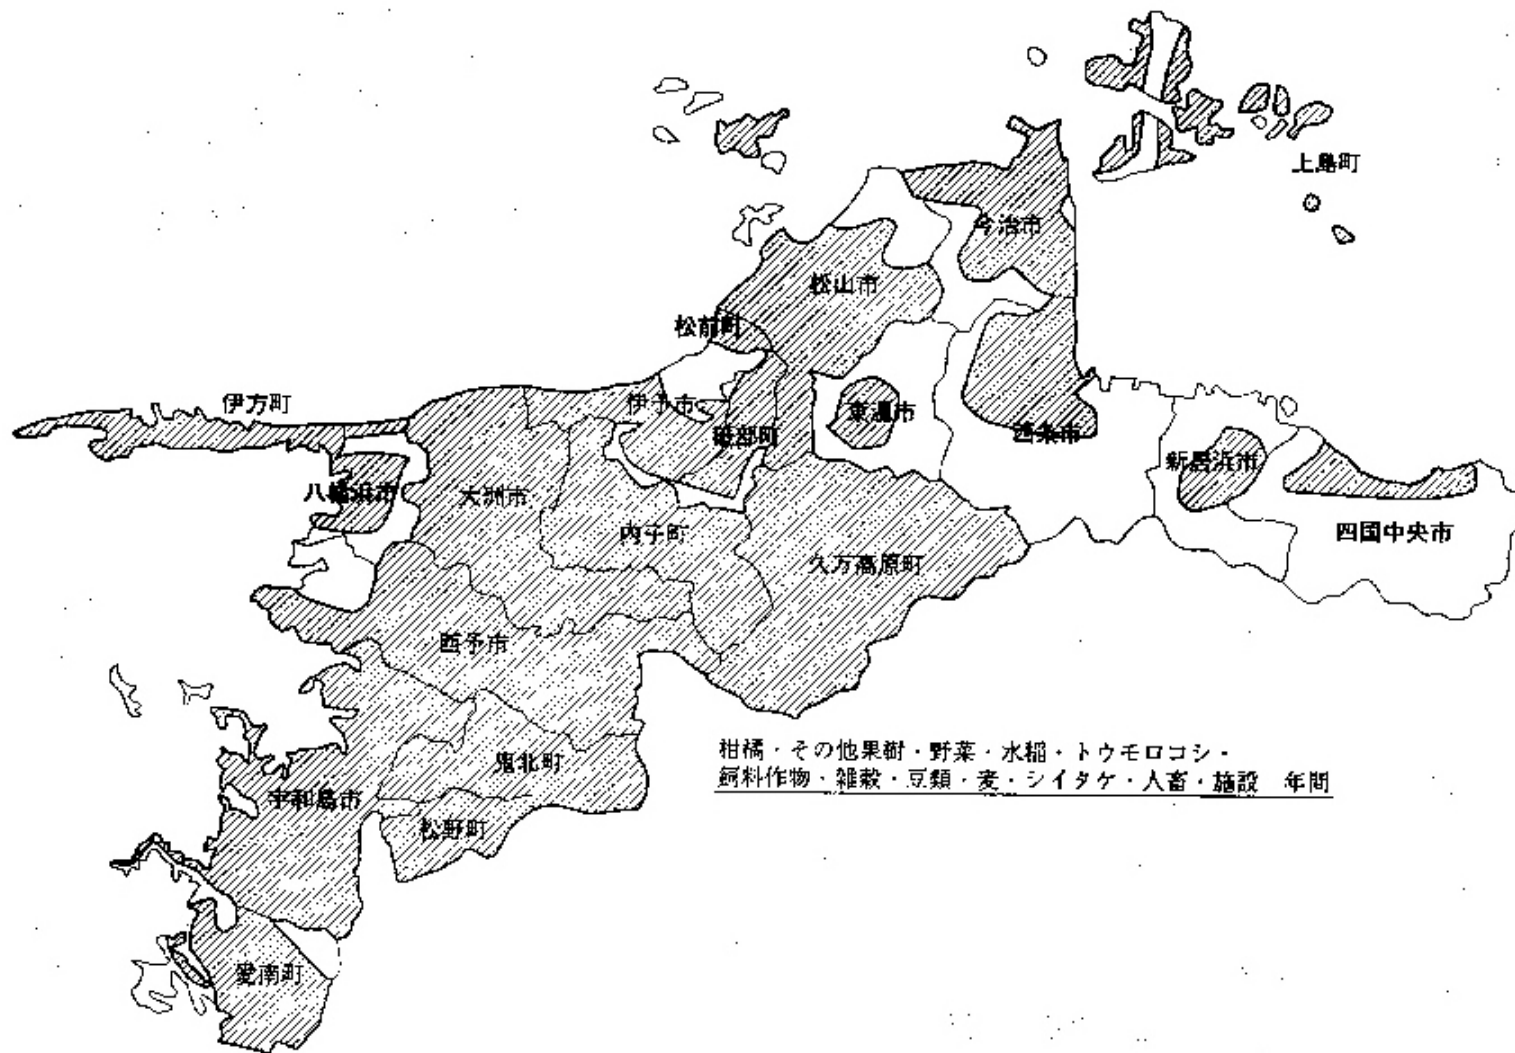 上島町
今治市
松山市
松前町
伊方町
伊予市
砥部町
東温市
西条市
新居浜市
八幡浜市
大洲市
内子町
久万高原町
四国中央市
西予市
鬼北町
宇和島市
松野町
愛南町
柑橘・その他果樹・野菜・水稲・トウモロコシ・
飼料作物・雑穀・豆類・麦・シイタケ・人畜・施設 年間